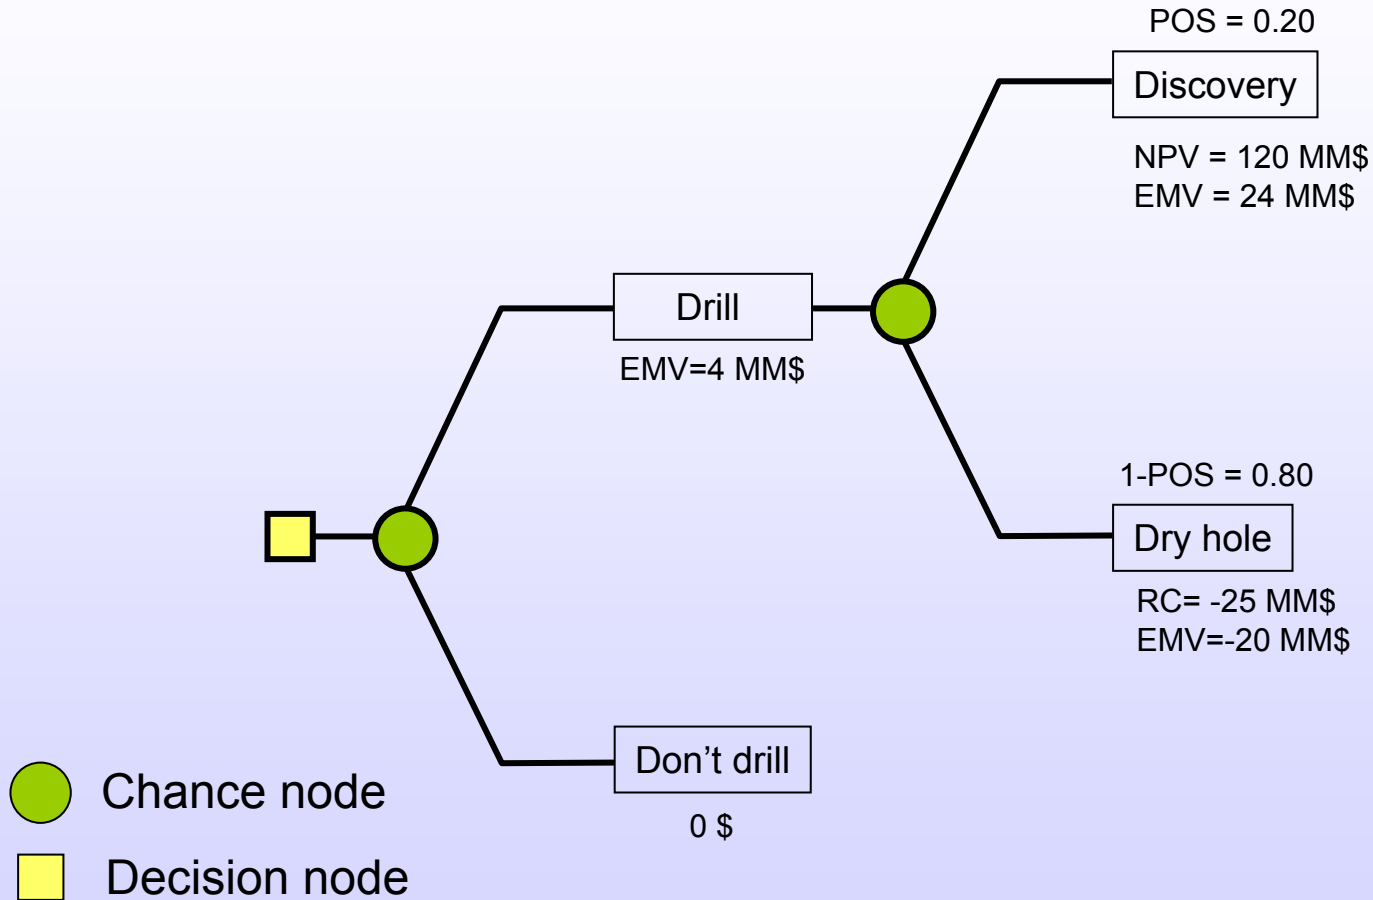 POS = 0.20
Discovery
NPV = 120 MM$
EMV = 24 MM$
Drill
EMV=4 MM$
1-POS = 0.80
Dry hole
RC= -25 MM$
EMV=-20 MM$
Don’t drill
0 $
Chance node
Decision node